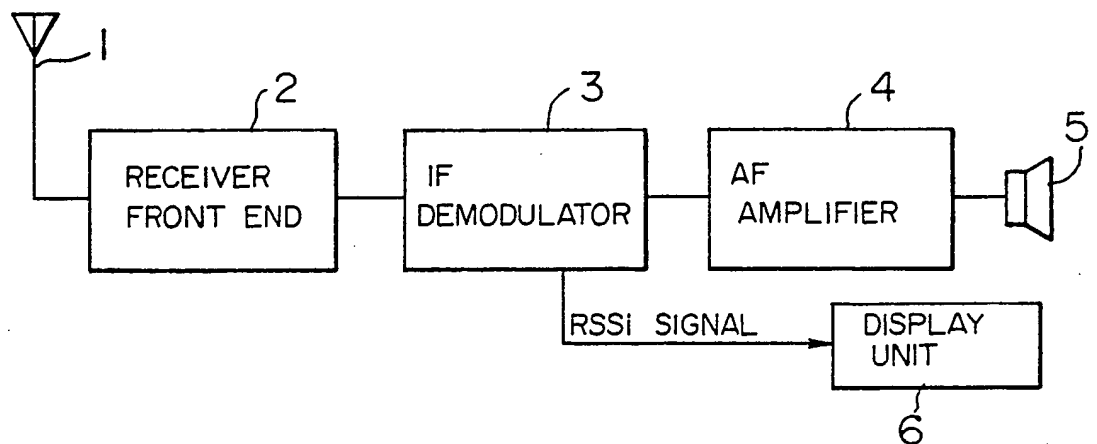 1
2
3
4
5
RECEIVER
FRONT END
IF
DEMODULATOR
AF
AMPLIFIER
RSSi SIGNAL
DISPLAY
UNIT
6